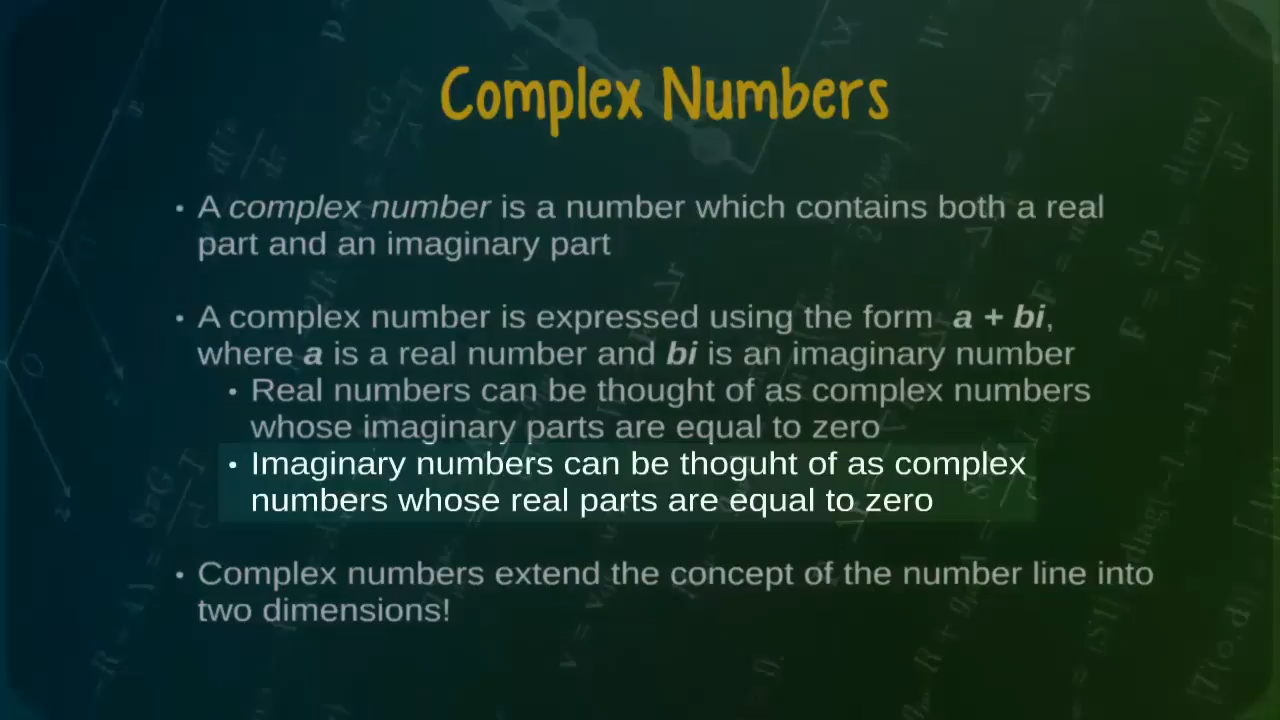 Complex Numbers
• A complex number is a number which contains both a real
part and an imaginary part
• A complex number is expressed using the form a + bi,
where a is a real number and bi is an imaginary number
• Real numbers can be thought of as complex numbers
whose imaginary parts are equal to zero
• Imaginary numbers can be thoguht of as complex
numbers whose real parts are equal to zero
• Complex numbers extend the concept of the number line into
two dimensions!